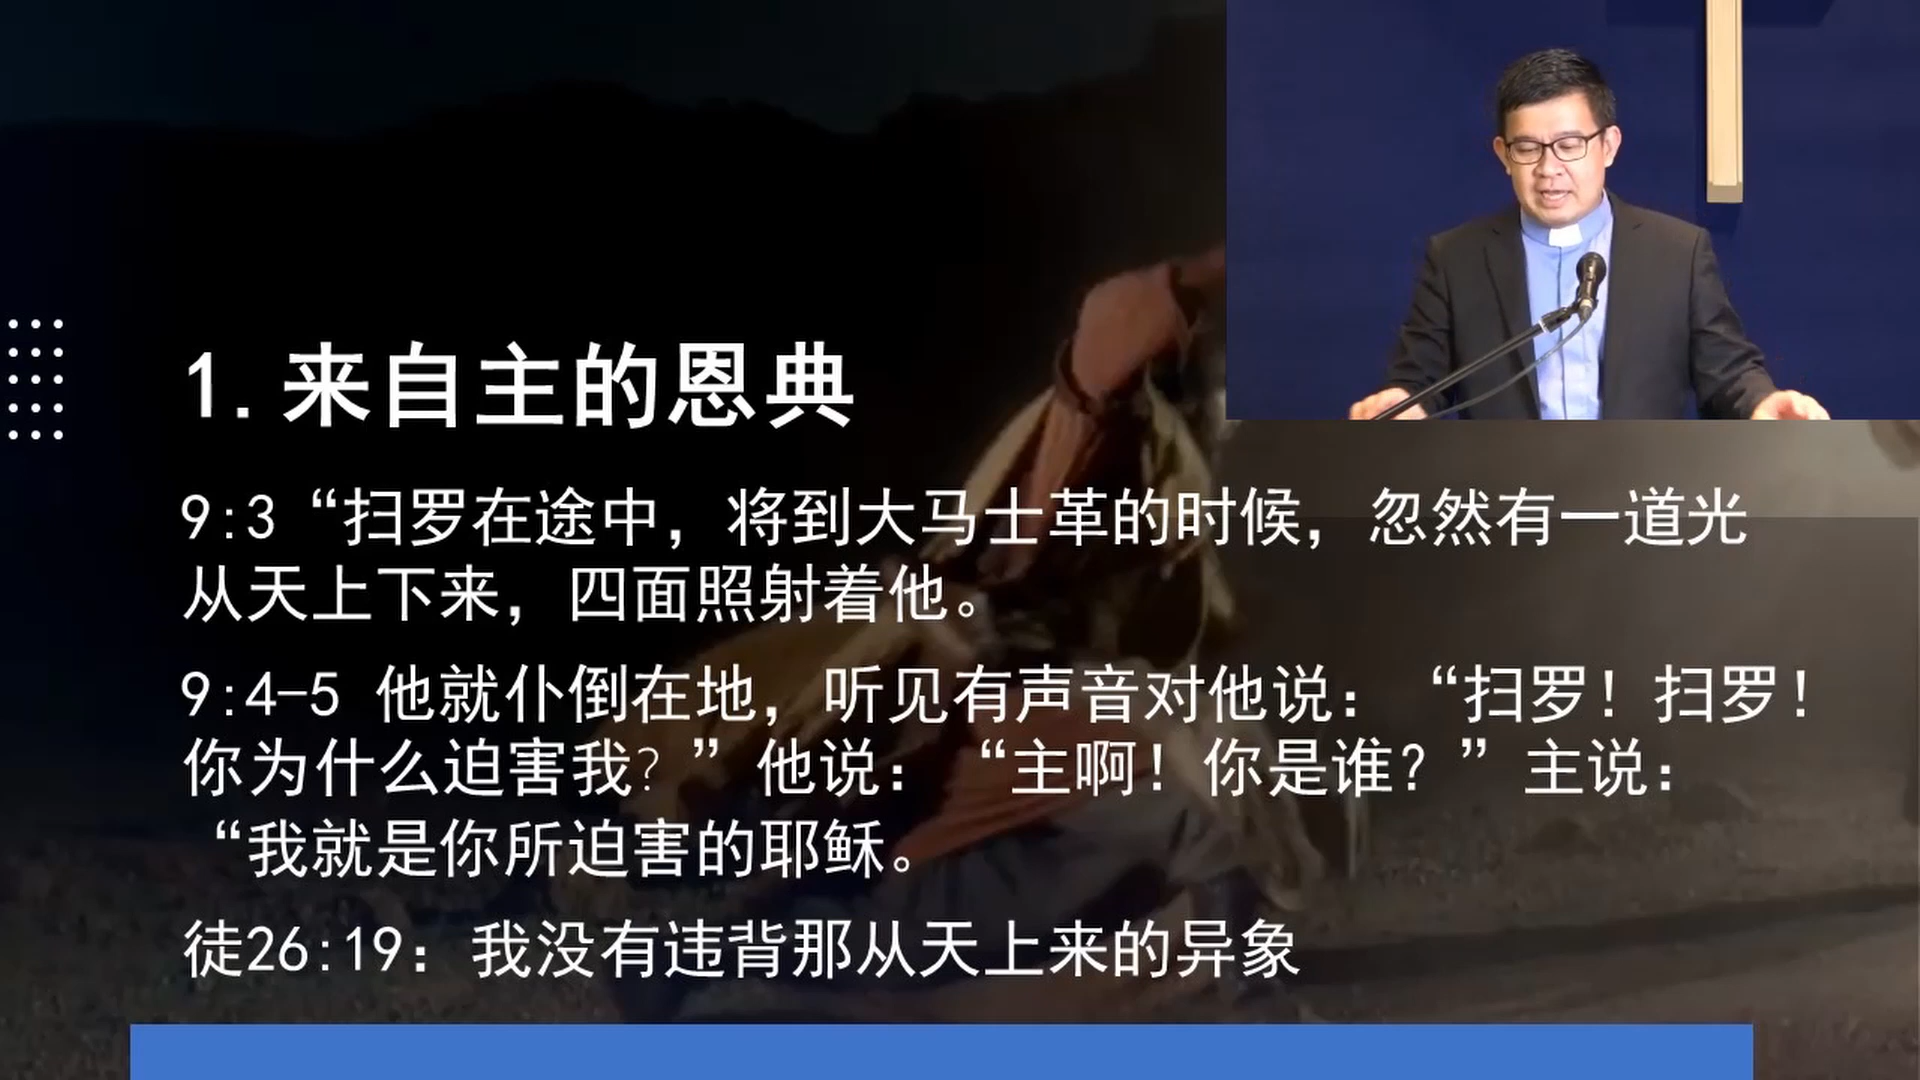 1.来自主的恩典
9:3 “扫罗在途中，将到大马士革的时候，忽然有一道光
从天上下来，四面照射着他。
9:4-5 他就仆倒在地，听见有声音对他说：“扫罗！扫罗！
你为什么迫害我？”他说：“主啊！你是谁？”主说：
“我就是你所迫害的耶稣。
徒26:19：我没有违背那从天上来的异象